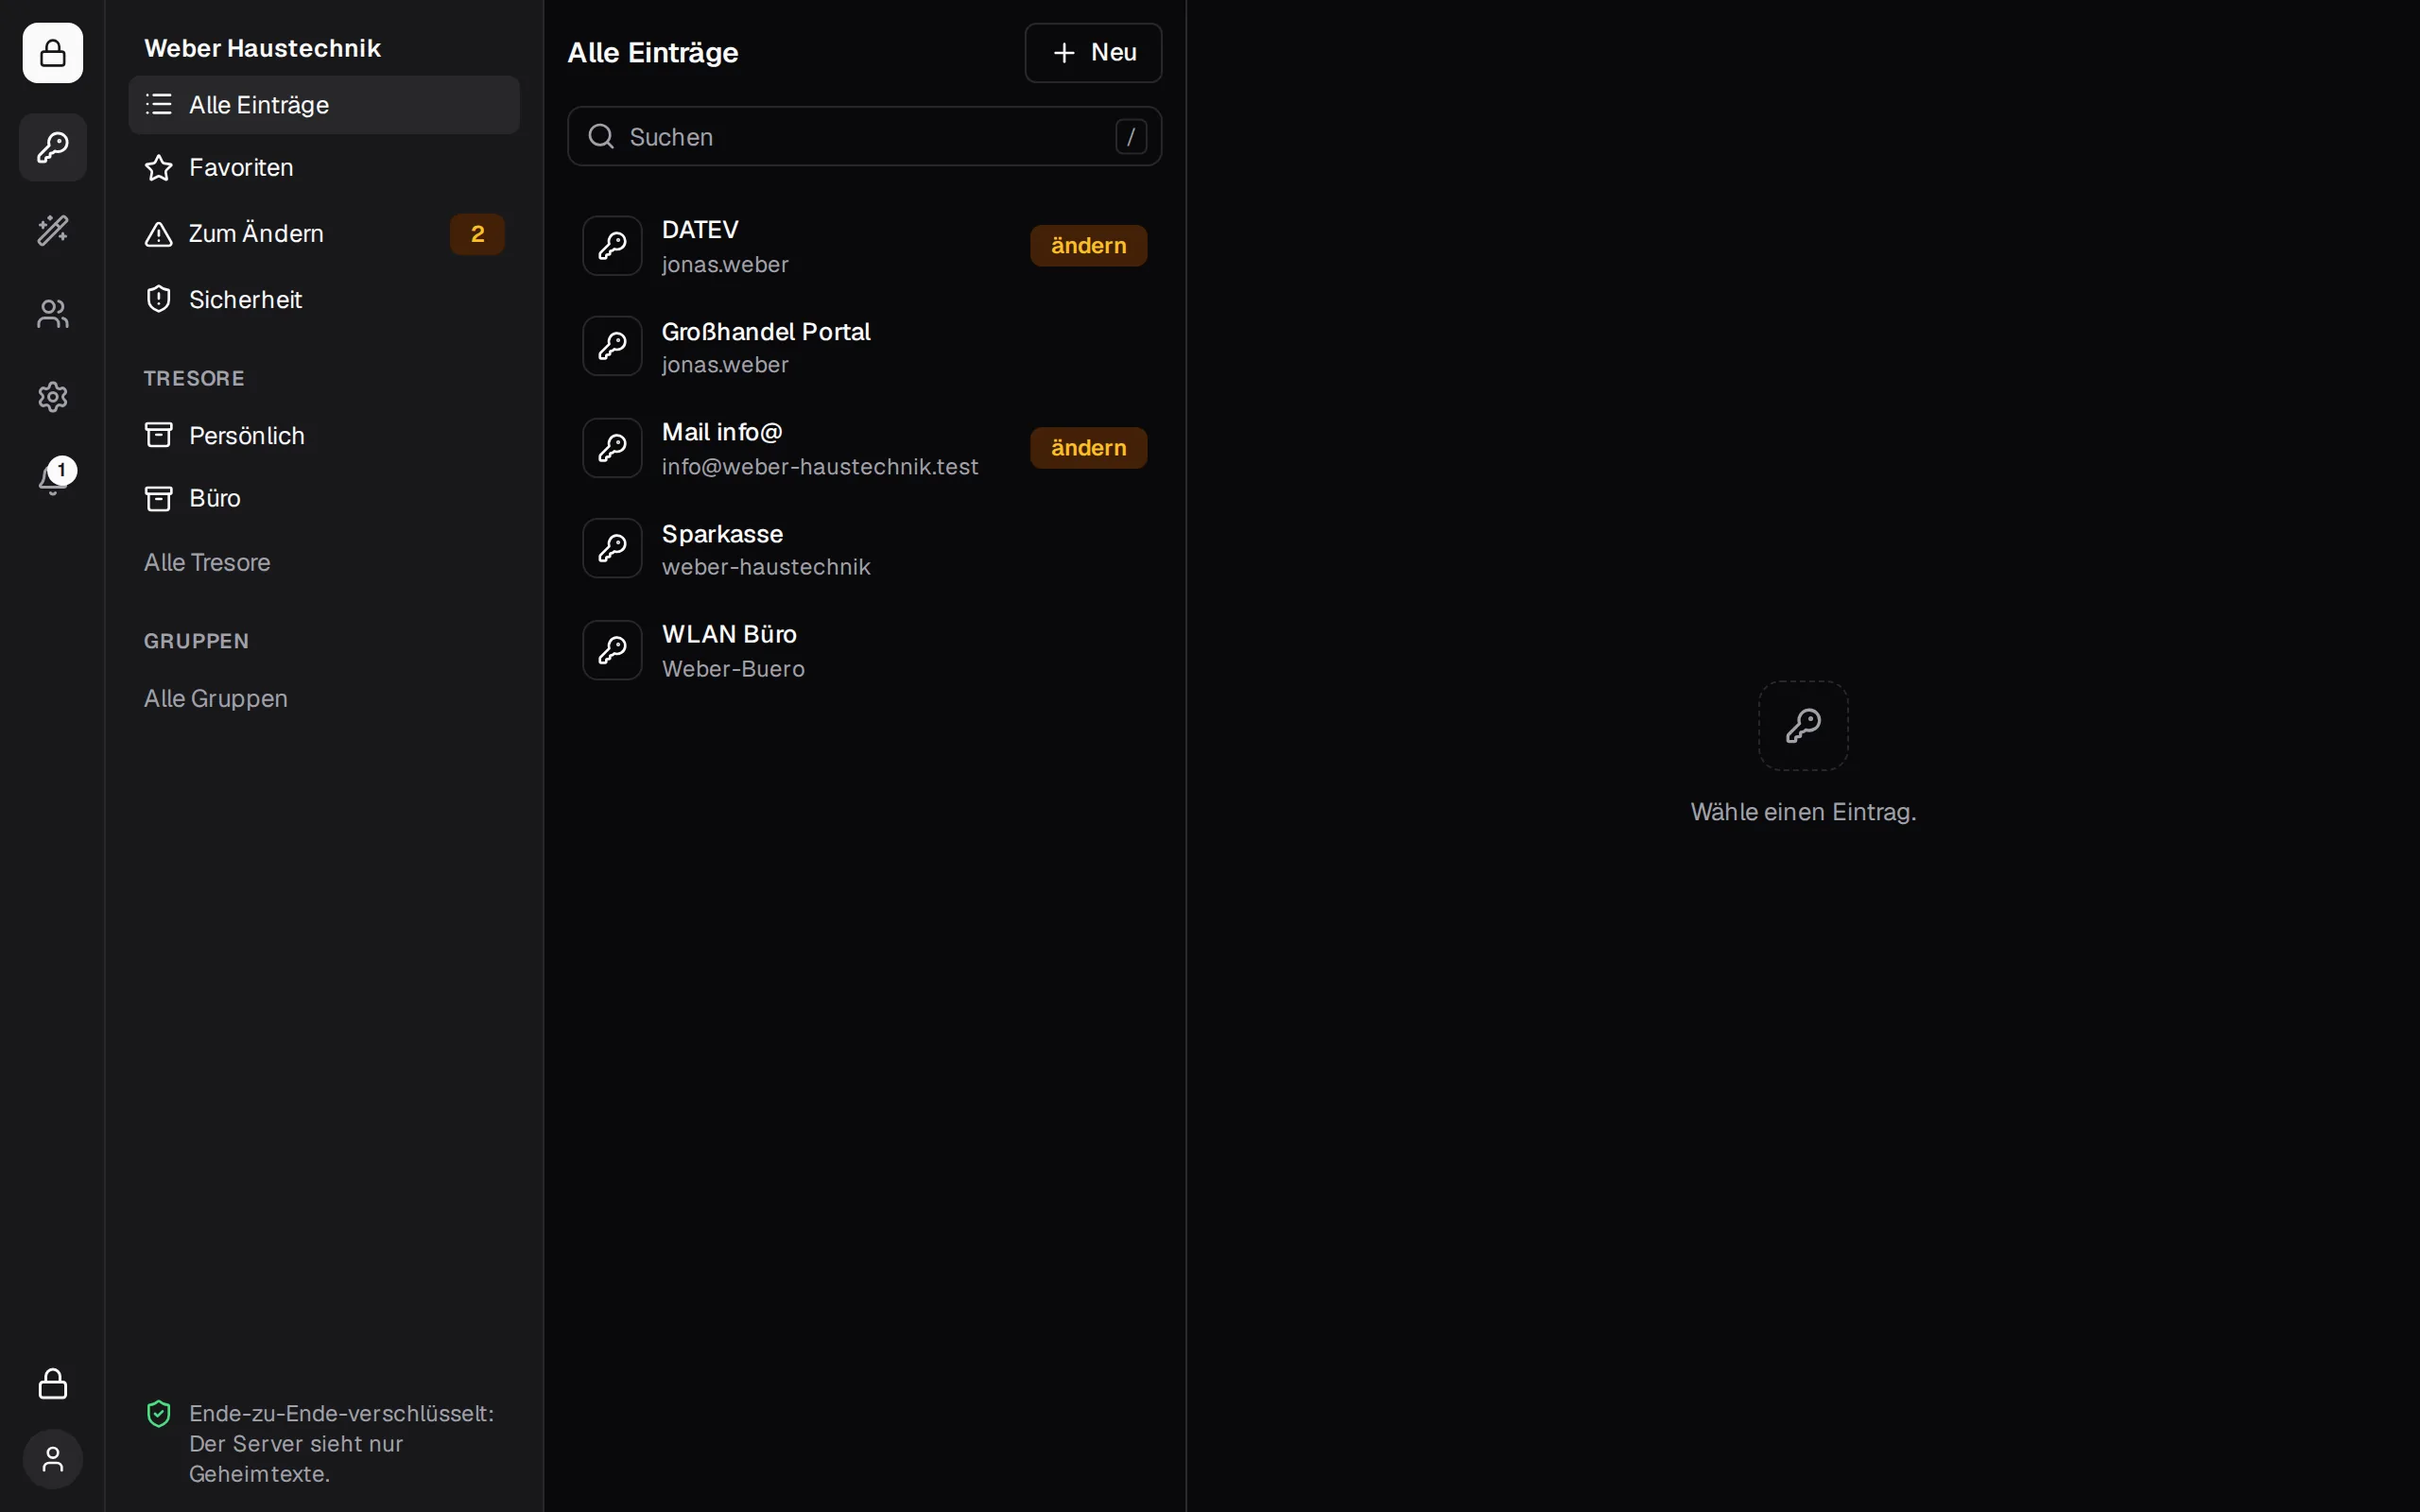 Weber Haustechnik
Alle Einträge
Favoriten
Zum Ändern
2
Sicherheit
TRESORE
Persönlich
1
Büro
Alle Tresore
GRUPPEN
Alle Gruppen
Ende-zu-Ende-verschlüsselt:
Der Server sieht nur
Geheimtexte.
Alle Einträge
Neu
Suchen
/
DATEV
jonas.weber
ändern
Großhandel Portal
jonas.weber
Mail info@
info@weber-haustechnik.test
ändern
Sparkasse
weber-haustechnik
WLAN Büro
Weber-Buero
Wähle einen Eintrag.